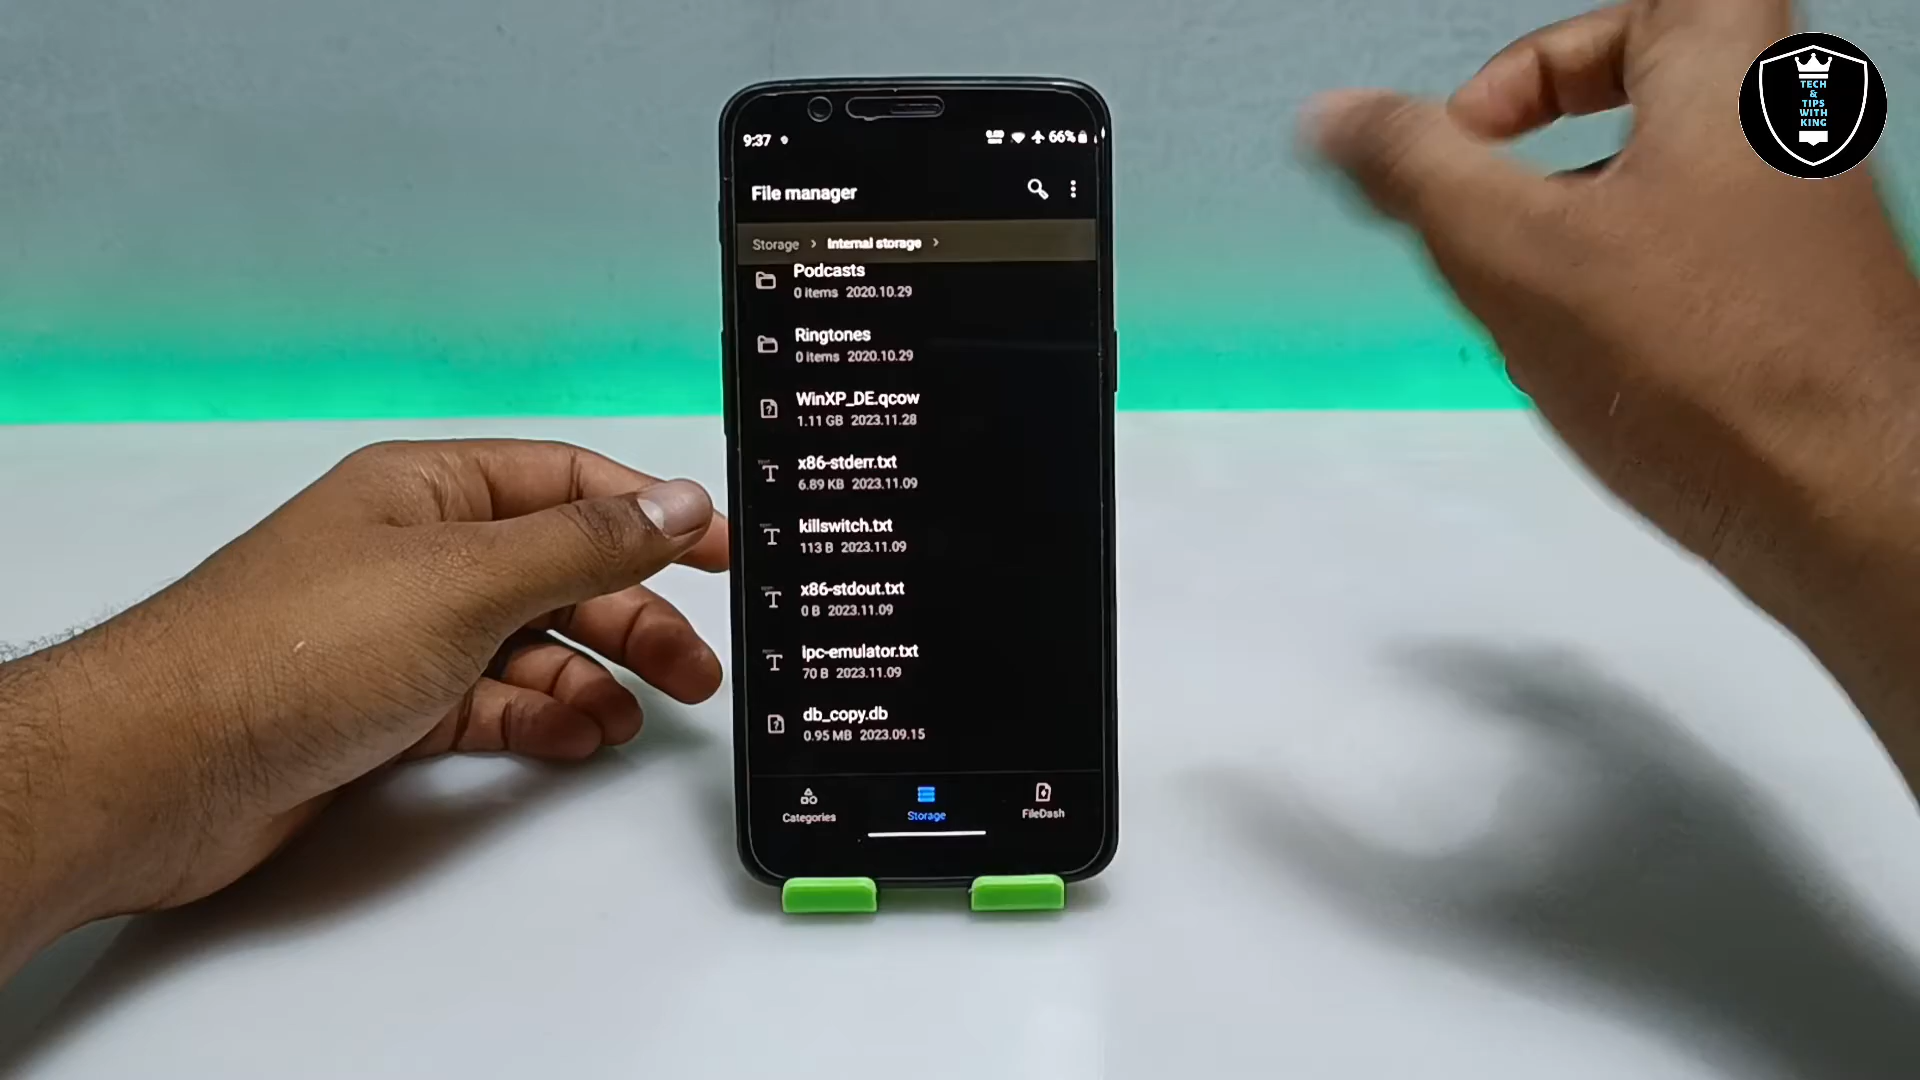 TECH
&
TIPS
WITH
KING
9:37
66%
File manager
Storage > Internal storage >
Podcasts
0 items 2020.10.29
Ringtones
0 items 2020.10.29
WinXP_DE.qcow
1.11 GB 2023.11.28
x86-stderr.txt
6.89 KB 2023.11.09
killswitch.txt
113 B 2023.11.09
x86-stdout.txt
0 B 2023.11.09
ipc-emulator.txt
70 B 2023.11.09
db_copy.db
0.95 MB 2023.09.15
Categories
Storage
FileDash